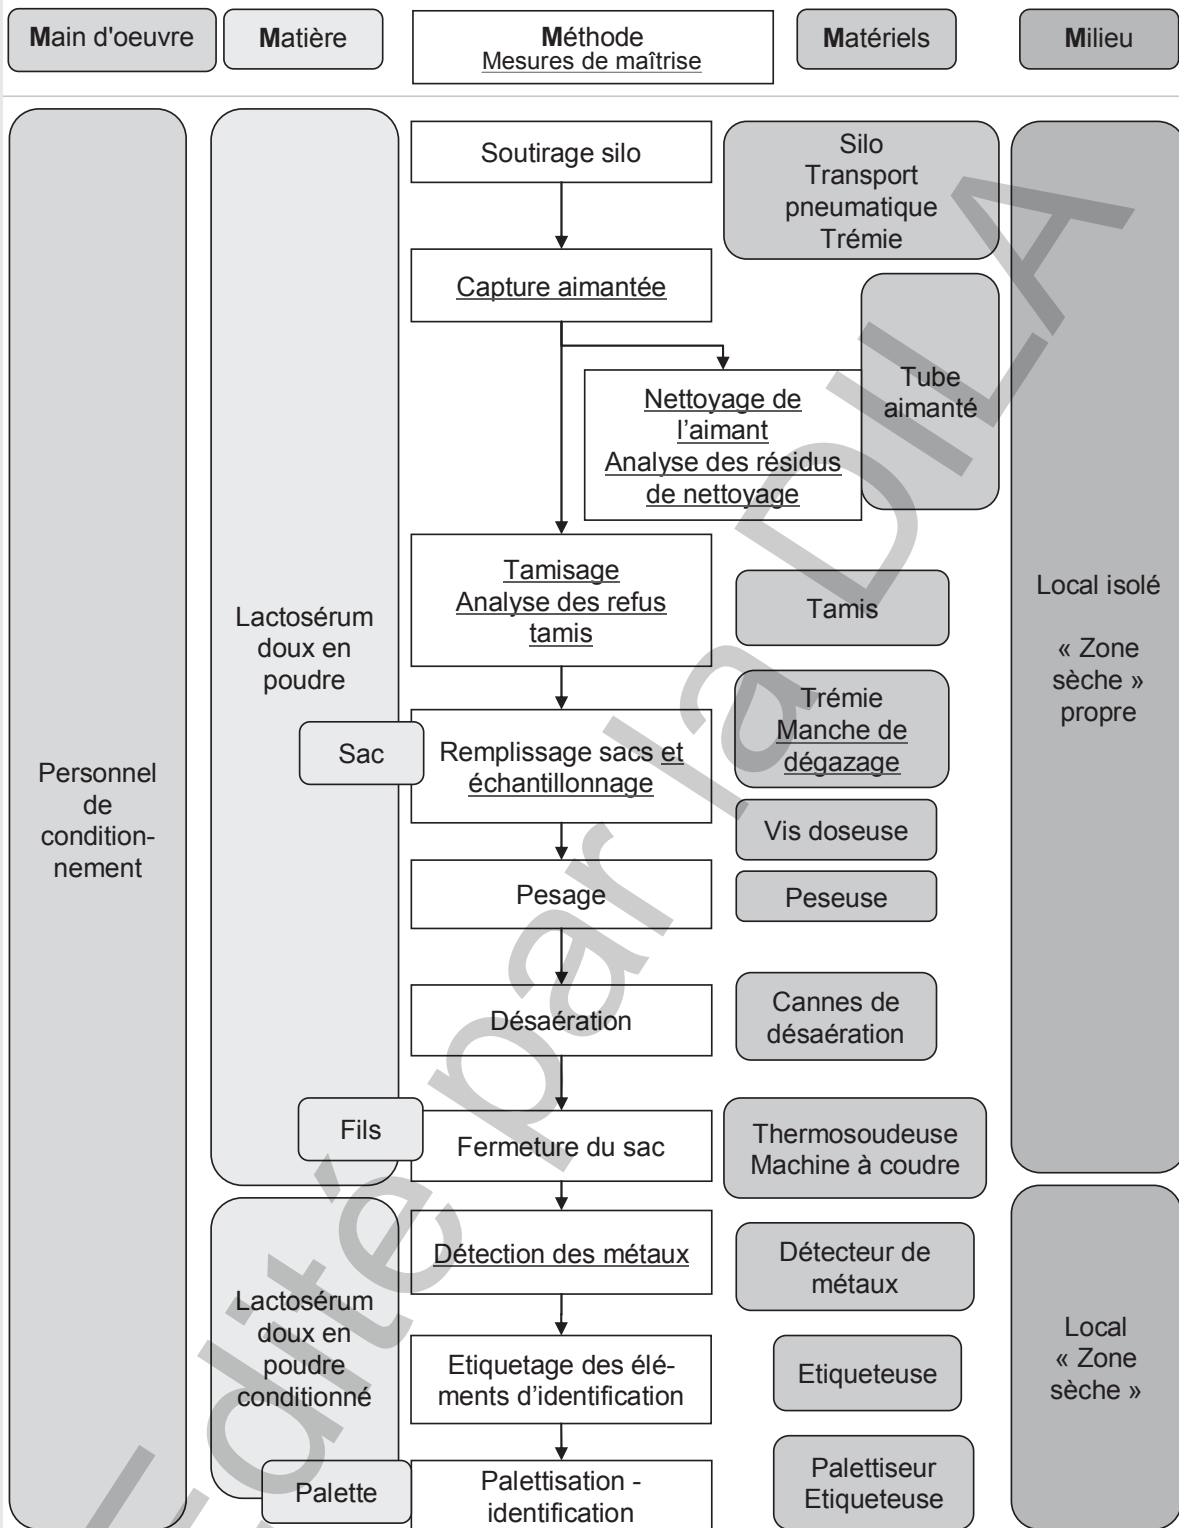 Main d'oeuvre
Matière
Méthode
Mesures de maîtrise
Matériels
Milieu
Soutirage silo
Silo
Transport
pneumatique
Trémie
Capture aimantée
Tube
aimanté
Nettoyage de
l'aimant
Analyse des résidus
de nettoyage
Tamisage
Analyse des refus
tamis
Tamis
Lactosérum
doux en
poudre
Local isolé
« Zone
sèche »
propre
Personnel
de
condition-
nement
Sac
Remplissage sacs et
échantillonnage
Trémie
Manche de
dégazage
Vis doseuse
Pesage
Peseuse
Désaération
Cannes de
désaération
Fils
Fermeture du sac
Thermosoudeuse
Machine à coudre
Détection des métaux
Détecteur de
métaux
Lactosérum
doux en
poudre
conditionné
Etiquetage des élé-
ments d'identification
Etiqueteuse
Local
« Zone
sèche »
Palette
Palettisation -
identification
Palettiseur
Etiqueteuse
Edité par la DILA